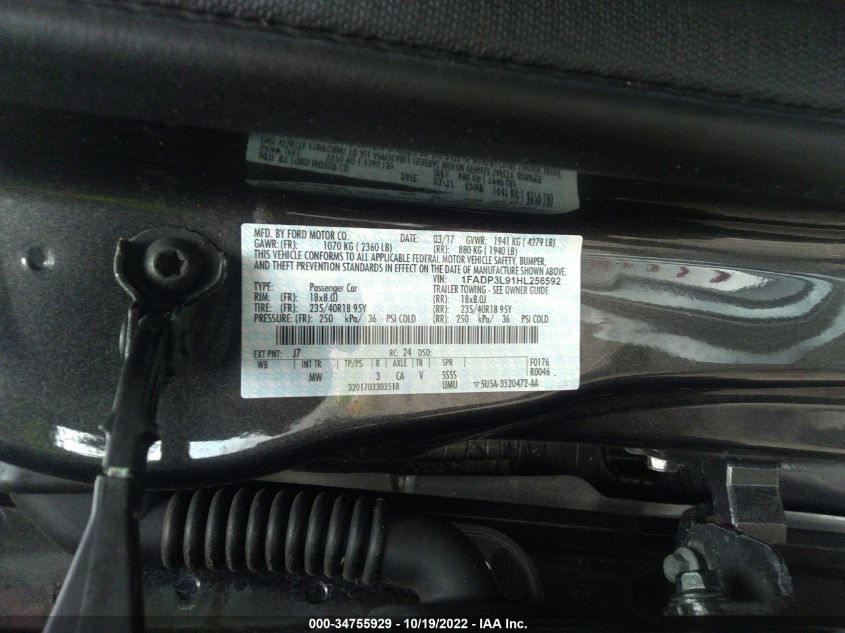 MFD. BY FORD MOTOR CO. DATE: 03/17 GVWR: 1941 KG ( 4279 LB)
GAWR: (FR): 1070 KG ( 2360 LB) (RR): 880 KG ( 1940 LB)
THIS VEHICLE CONFORMS TO ALL APPLICABLE FEDERAL MOTOR VEHICLE SAFETY, BUMPER,
AND THEFT PREVENTION STANDARDS IN EFFECT ON THE DATE OF MANUFACTURE SHOWN ABOVE.
VIN: 1FADP3L91HL256592
TYPE: Passenger Car TRAILER TOWING - SEE OWNER GUIDE
RIM: (FR) 18x8.0J (RR): 18x8.0J
TIRE: (FR) 235/40R18 95Y (RR): 235/40R18 95Y
PRESSURE: (FR): 250 kPa/ 36 PSI COLD (RR): 250 kPa/ 36 PSI COLD
EXT PNT: J7 RC: 24 DSO: F0176
WB INT TR TP/PS R AXLE TR SPR R0046
MW 3 CA V SSSS
3201703303518 UMU ▽ 5U5A-3520472-AA
000-34755929 - 10/19/2022 - IAA Inc.